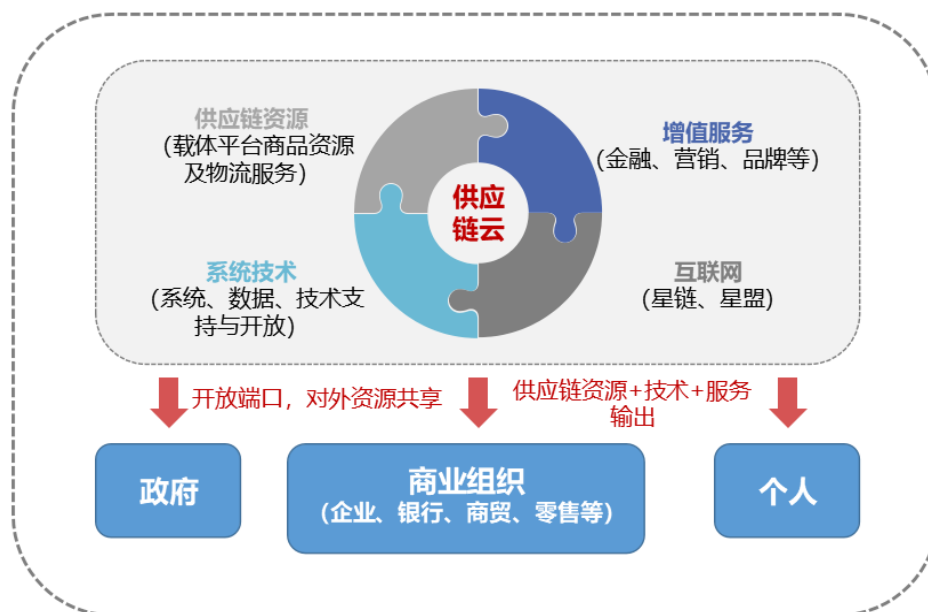 供应链资源
(载体平台商品资源
及物流服务)
增值服务
(金融、营销、品牌等)
供应
链云
系统技术
(系统、数据、技术支
持与开放)
互联网
(星链、星盟)
开放端口，对外资源共享
供应链资源+技术+服务
输出
政府
商业组织
（企业、银行、商贸、零售等）
个人